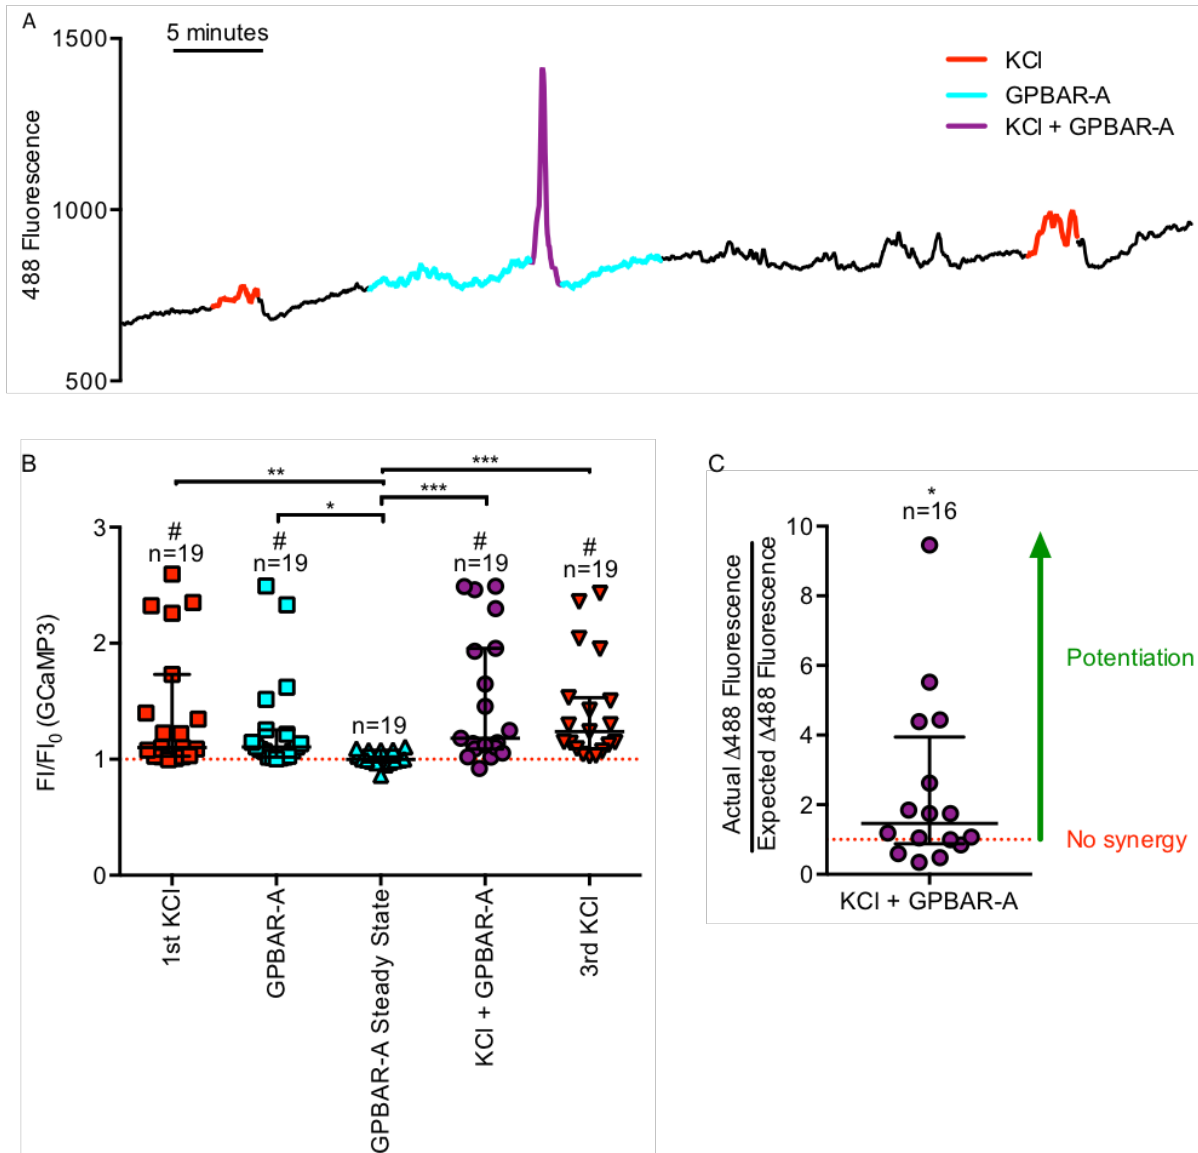 A
5 minutes
1500
1000
500
488 Fluorescence
KCl
GPBAR-A
KCl + GPBAR-A
B
**
***
*
***
#
n=19
#
n=19
n=19
#
n=19
#
n=19
3
2
1
0
FI/FI0 (GCaMP3)
1st KCl
GPBAR-A
GPBAR-A Steady State
KCl + GPBAR-A
3rd KCl
C
*
n=16
10
8
6
4
2
0
Actual Δ488 Fluorescence
Expected Δ488 Fluorescence
Potentiation
No synergy
KCl + GPBAR-A